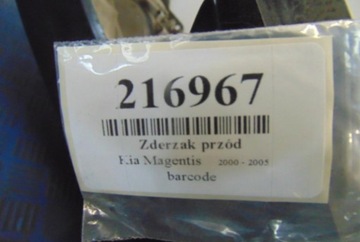 216967
Zderzak przód
Kia Magentis 2000 - 2005
barcode